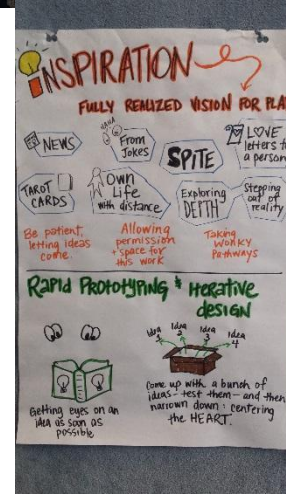 INSPIRATION
FULLY REALIZED VISION FOR PLA
NEWS
HAHA
From
Jokes
SPITE
LOVE
letters to
a person
TAROT
CARDS
OWN
Life
with distance
Exploring
DEPTH
Stepping
out of
reality
Be patient,
letting ideas
come.
Allowing
permission
+ space for
this work
Taking
WONKY
Pathways
RAPID PROTOTYPING & ITERATIVE
design
Idea
1
Idea
2
Idea
3
Idea
4
Getting eyes on an
idea as soon as
possible
Come up with a bunch of
ideas - test them - and then
narrow down: centering
the HEART.